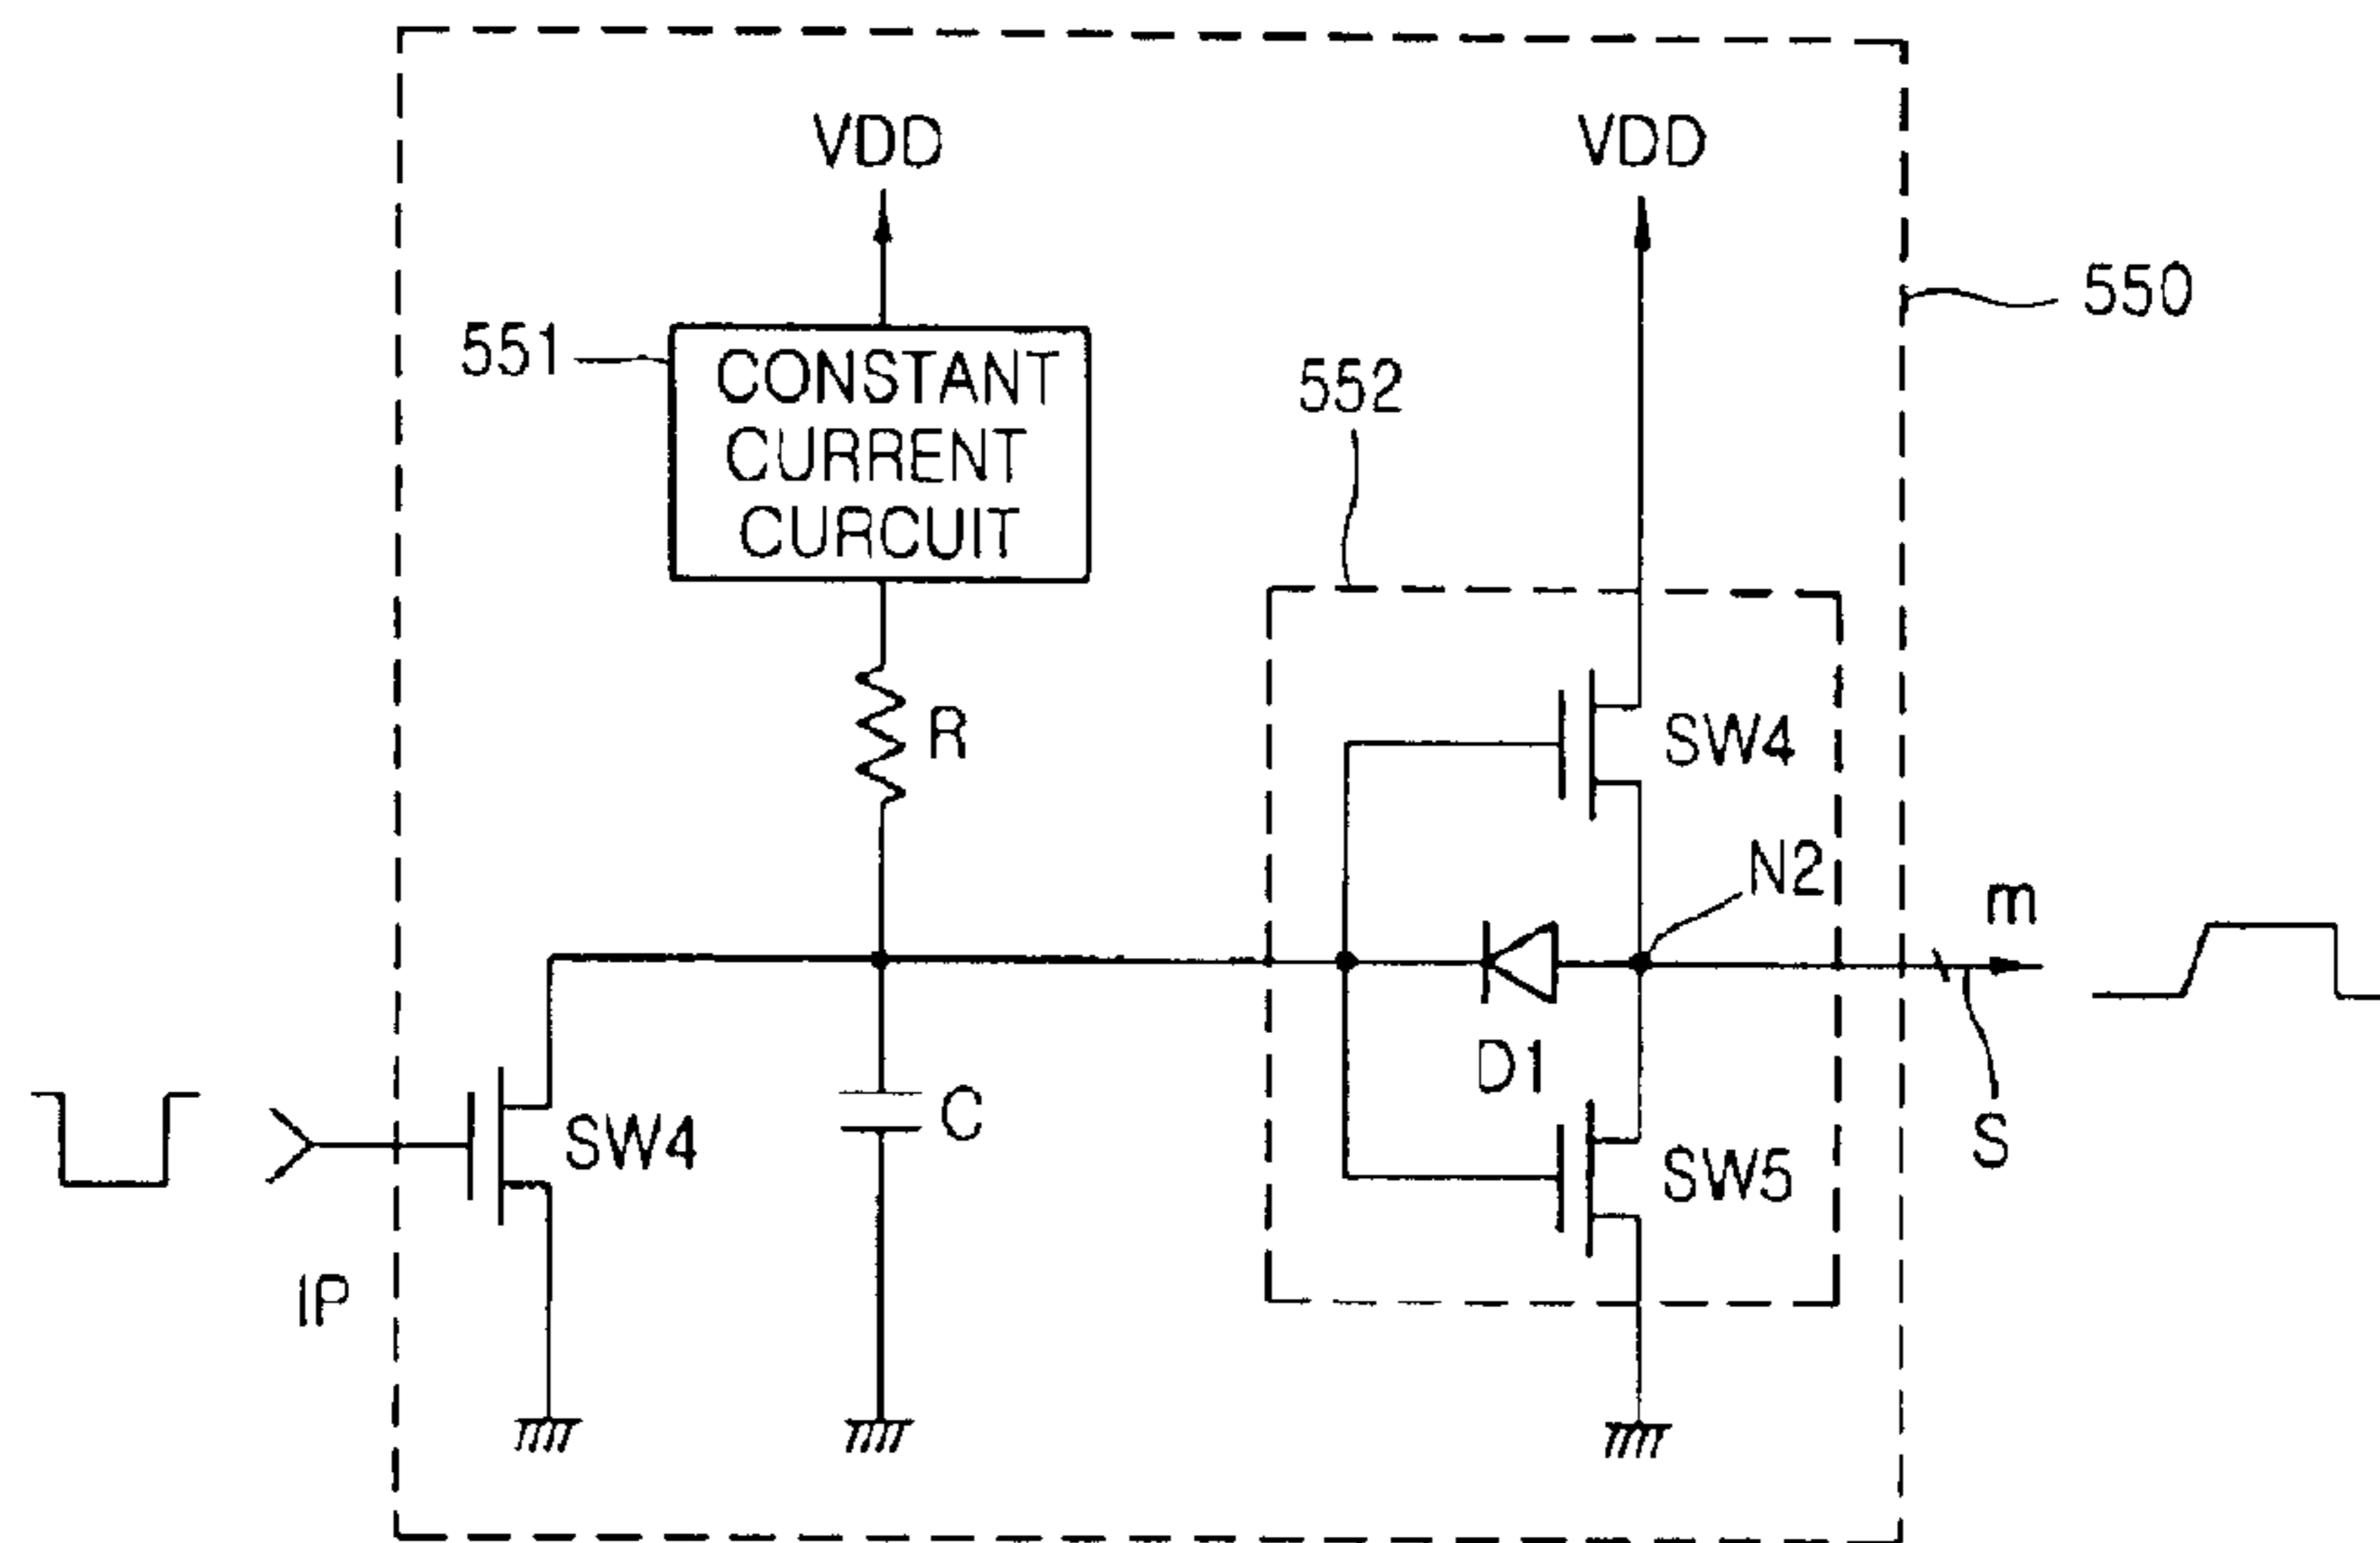 VDD
VDD
550
551
CONSTANT
CURRENT
CURCUIT
552
R
SW4
N2
m
D1
C
SW4
SW5
S
IP